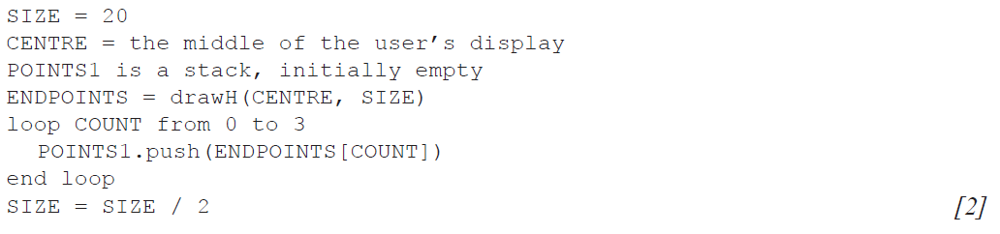 SIZE = 20
CENTRE = the middle of the user’s display
POINTS1 is a stack, initially empty
ENDPOINTS = drawH(CENTRE, SIZE)
loop COUNT from 0 to 3
POINTS1.push(ENDPOINTS[COUNT])
end loop
SIZE = SIZE / 2 [2]